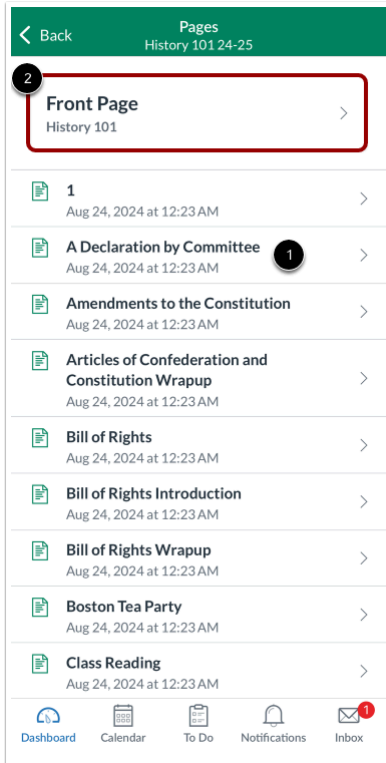 Back
Pages
History 101 24-25
2
Front Page
History 101
1
Aug 24, 2024 at 12:23 AM
A Declaration by Committee
1
Aug 24, 2024 at 12:23 AM
Amendments to the Constitution
Aug 24, 2024 at 12:23 AM
Articles of Confederation and
Constitution Wrapup
Aug 24, 2024 at 12:23 AM
Bill of Rights
Aug 24, 2024 at 12:23 AM
Bill of Rights Introduction
Aug 24, 2024 at 12:23 AM
Bill of Rights Wrapup
Aug 24, 2024 at 12:23 AM
Boston Tea Party
Aug 24, 2024 at 12:23 AM
Class Reading
Aug 24, 2024 at 12:23 AM
1
Dashboard Calendar To Do Notifications Inbox